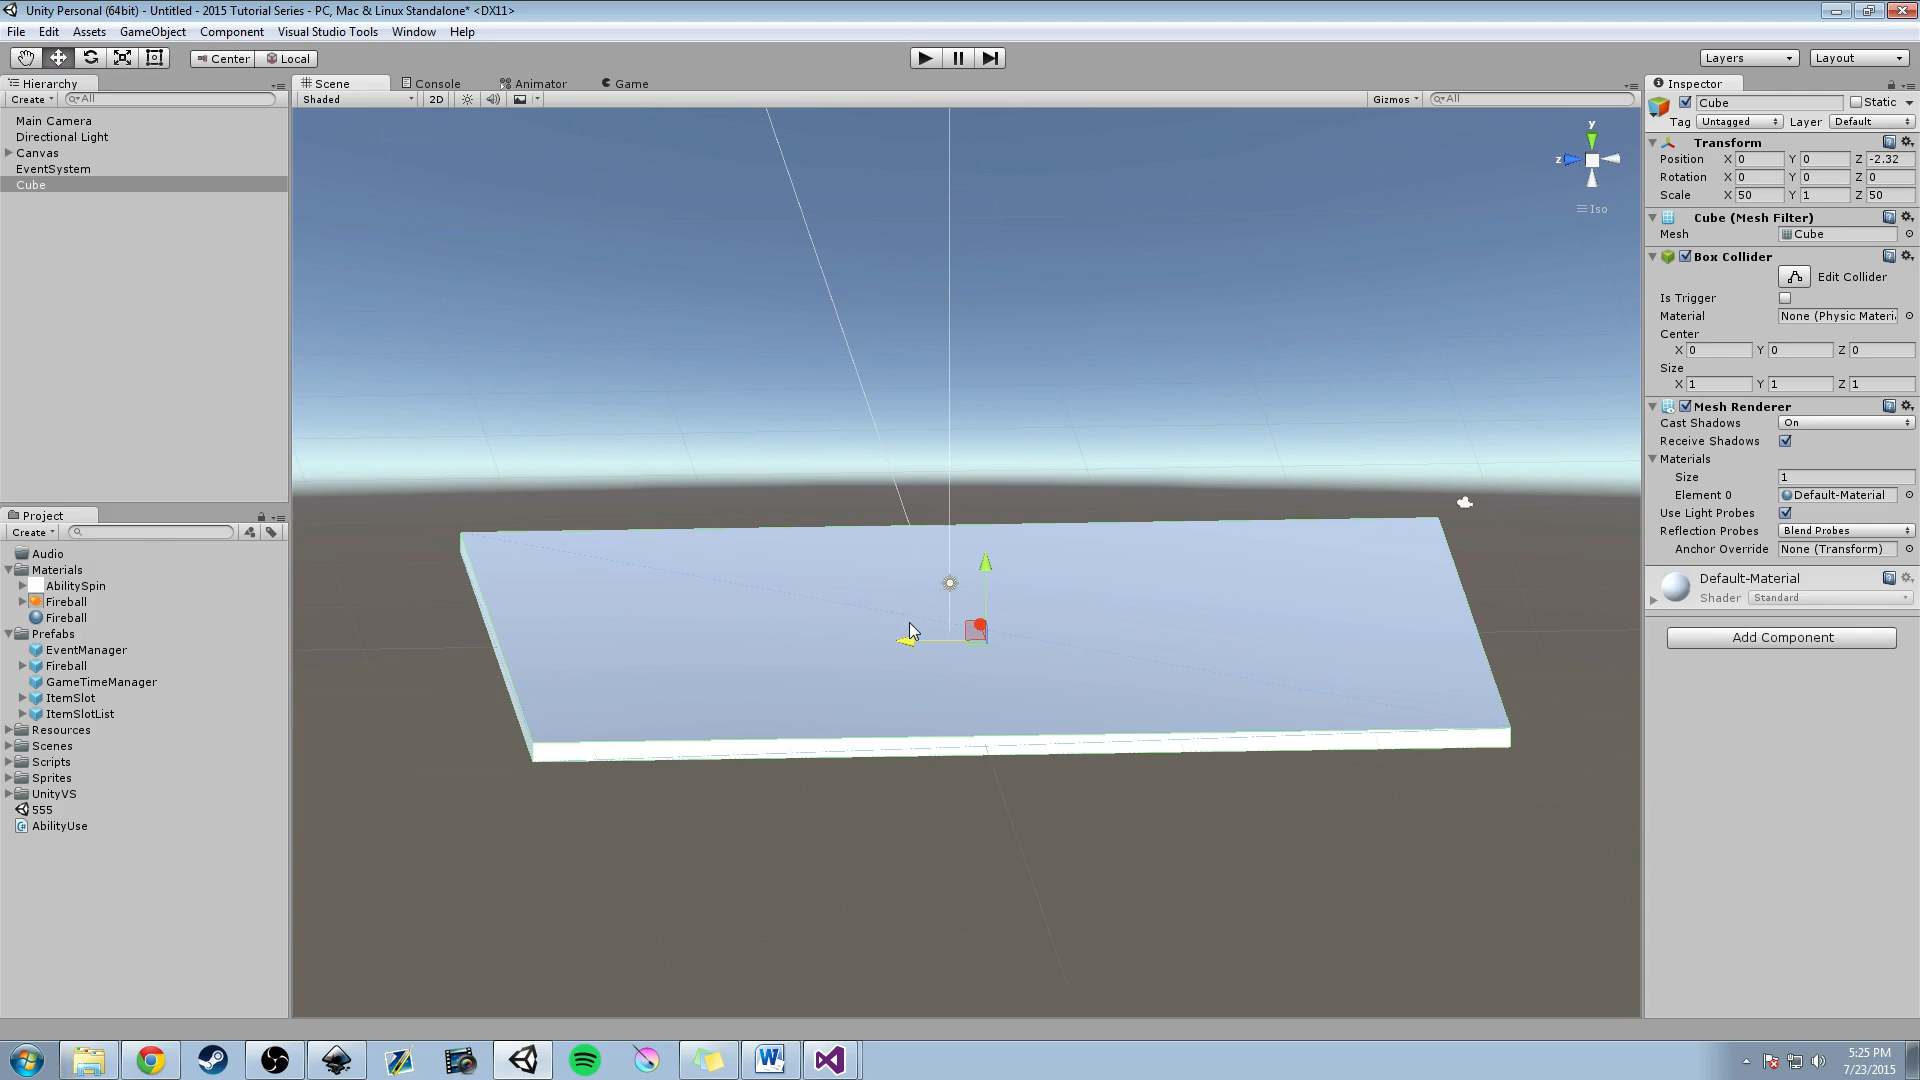 Unity Personal (64bit) - Untitled - 2015 Tutorial Series - PC, Mac & Linux Standalone* <DX11>
File Edit Assets GameObject Component Visual Studio Tools Window Help
Center Local Layers Layout
Hierarchy
Create All
Main Camera
Directional Light
Canvas
EventSystem
Cube
Project
Create
Audio
Materials
AbilitySpin
Fireball
Fireball
Prefabs
EventManager
Fireball
GameTimeManager
ItemSlot
ItemSlotList
Resources
Scenes
Scripts
Sprites
UnityVS
555
AbilityUse
Scene Console Animator Game
Shaded 2D Gizmos All
y
z
Iso
Inspector
Cube Static
Tag Untagged Layer Default
Transform
Position X 0 Y 0 Z -2.32
Rotation X 0 Y 0 Z 0
Scale X 50 Y 1 Z 50
Cube (Mesh Filter)
Mesh Cube
Box Collider
Edit Collider
Is Trigger
Material None (Physic Materi
Center
X 0 Y 0 Z 0
Size
X 1 Y 1 Z 1
Mesh Renderer
Cast Shadows On
Receive Shadows
Materials
Size 1
Element 0 Default-Material
Use Light Probes
Reflection Probes Blend Probes
Anchor Override None (Transform)
Default-Material
Shader Standard
Add Component
5:25 PM
7/23/2015